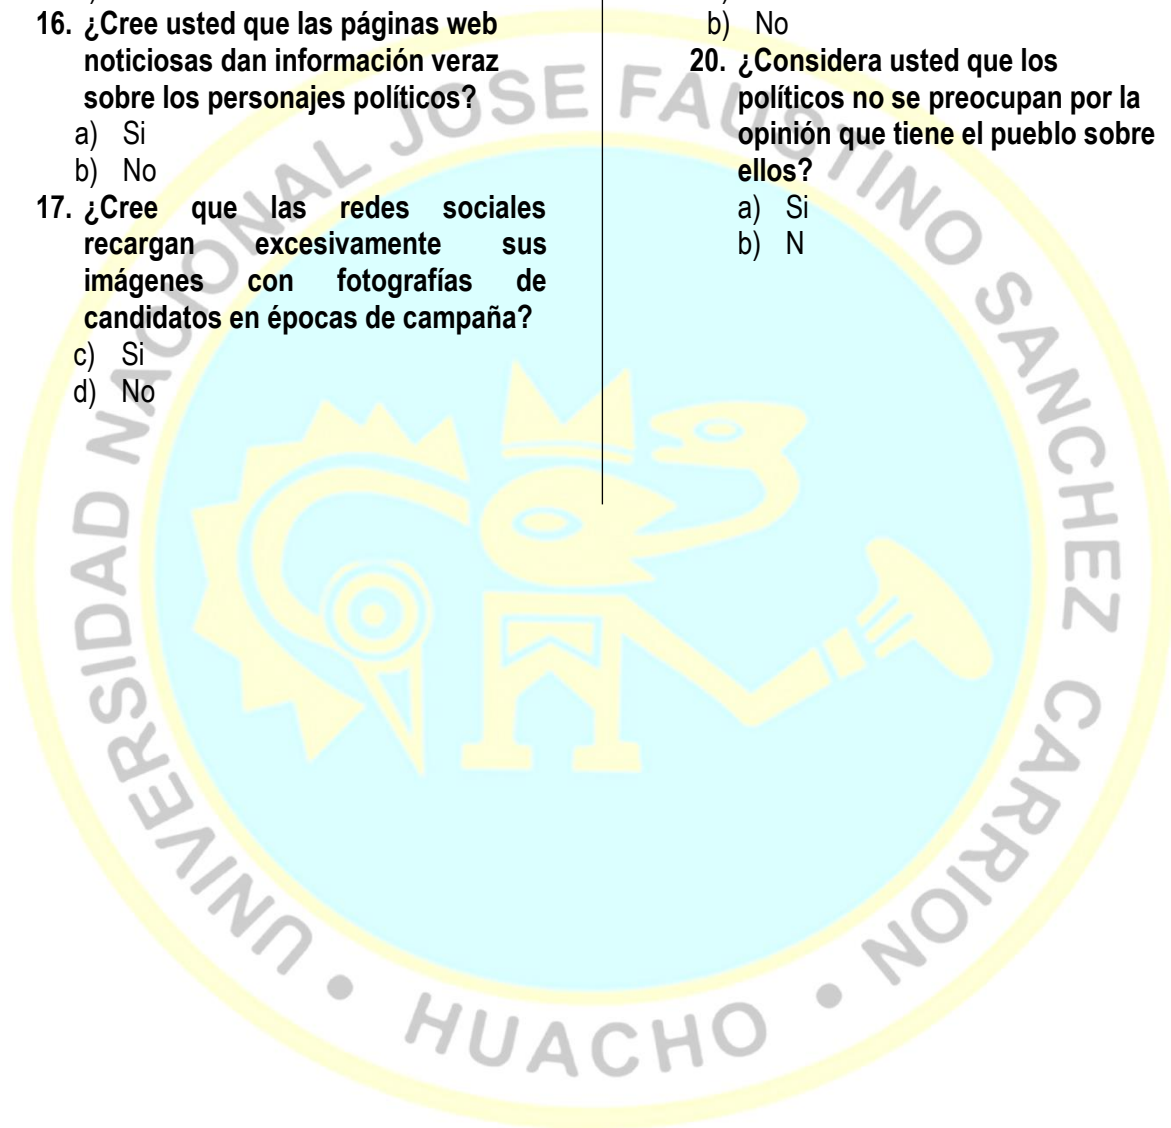 16. ¿Cree usted que las páginas web
noticiosas dan información veraz
sobre los personajes políticos?
a) Si
b) No
17. ¿Cree que las redes sociales
recargan excesivamente sus
imágenes con fotografías de
candidatos en épocas de campaña?
c) Si
d) No
b) No
20. ¿Considera usted que los
políticos no se preocupan por la
opinión que tiene el pueblo sobre
ellos?
a) Si
b) N
UNIVERSIDAD NACIONAL JOSE FAUSTINO SANCHEZ CARRION • HUACHO •